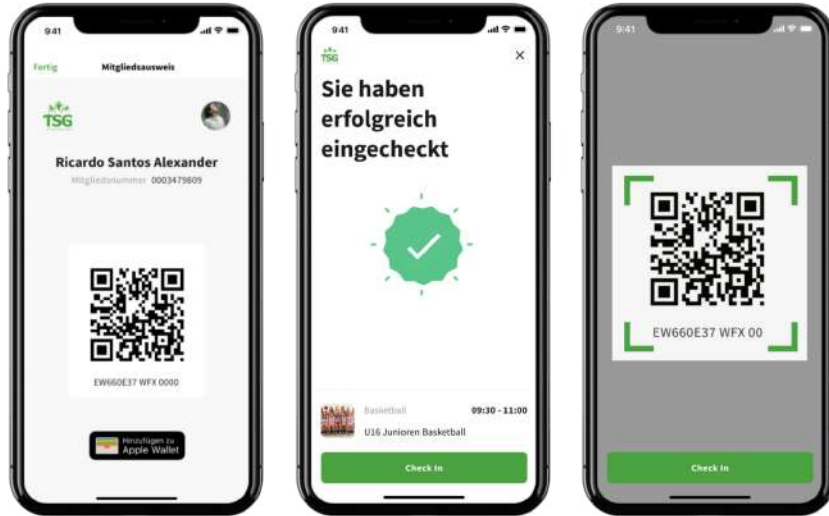 9:41
Fertig
Mitgliedsausweis
TSG
Ricardo Santos Alexander
Mitgliedsnummer 0003479809
EW660E37 WFX 0000
Hinzufügen zu
Apple Wallet
9:41
TSG
Sie haben
erfolgreich
eingecheckt
Basketball
09:30 - 11:00
U16 Junioren Basketball
Check In
9:41
EW660E37 WFX 00
Check In